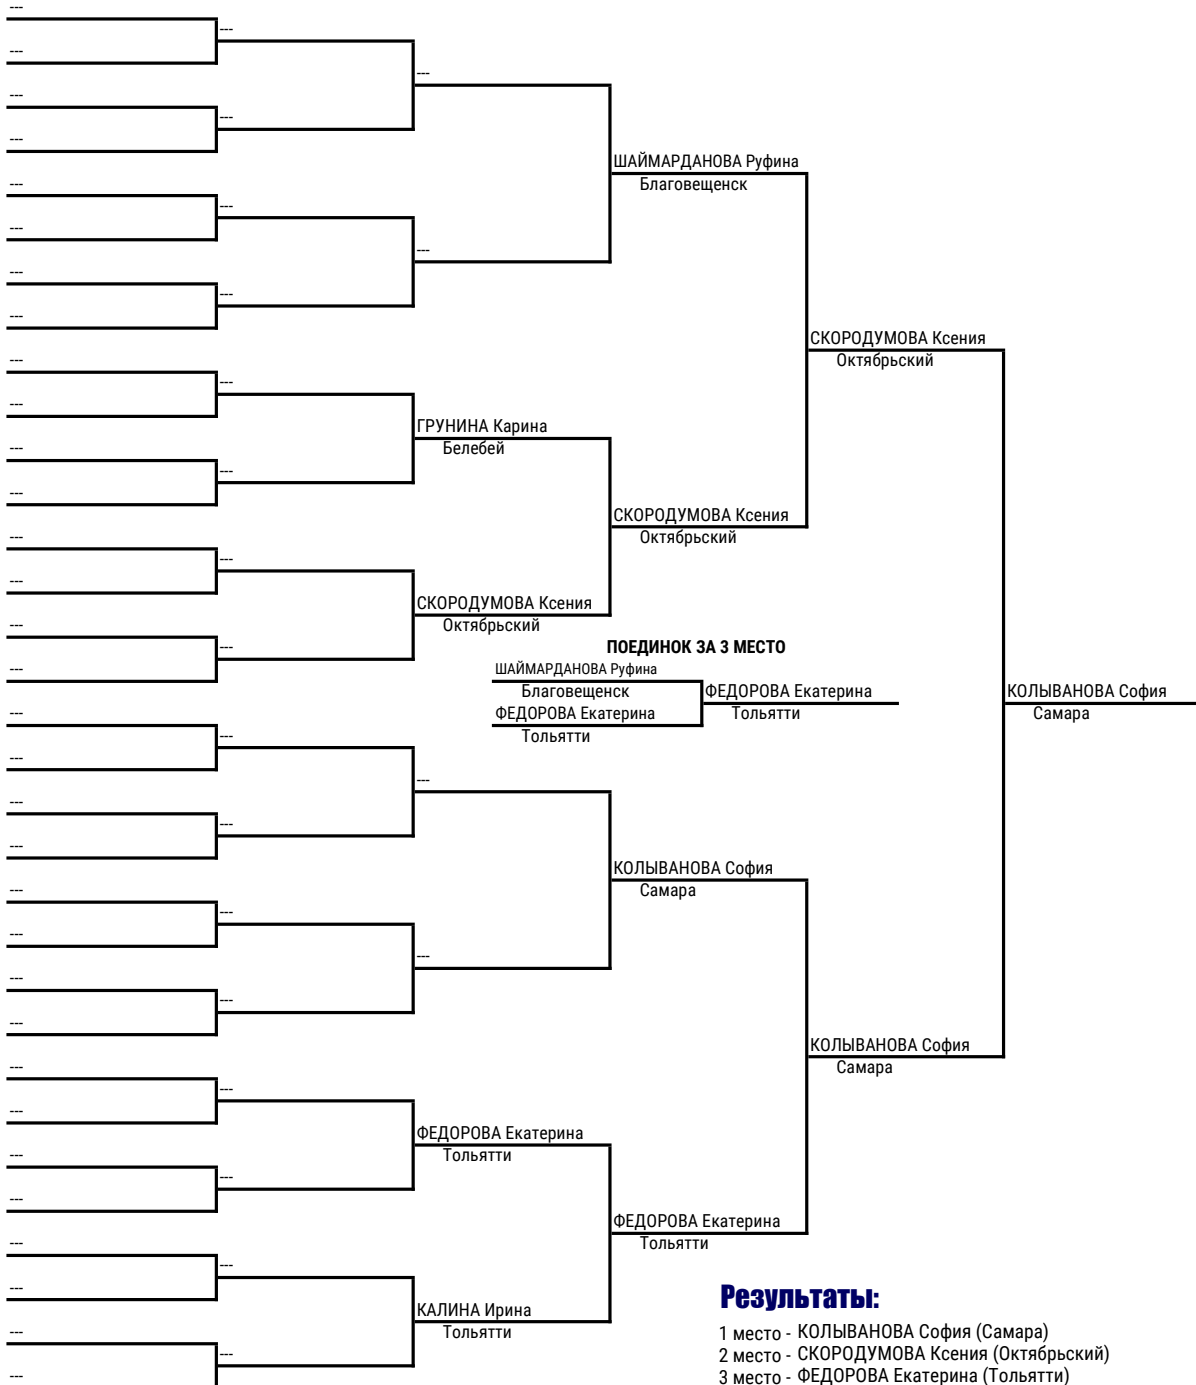 ---
---
---
---
---
---
---
ШАЙМАРДАНОВА Руфина
---
Благовещенск
---
---
---
---
---
---
СКОРОДУМОВА Ксения
---
Октябрьский
---
---
ГРУНИНА Карина
---
Белебей
---
---
СКОРОДУМОВА Ксения
---
Октябрьский
---
---
СКОРОДУМОВА Ксения
---
Октябрьский
---
ПОЕДИНОК ЗА 3 МЕСТО
---
ШАЙМАРДАНОВА Руфина
Благовещенск
ФЕДОРОВА Екатерина
КОЛЫВАНОВА София
---
ФЕДОРОВА Екатерина
Тольятти
Самара
---
Тольятти
---
---
---
---
---
КОЛЫВАНОВА София
---
Самара
---
---
---
---
---
---
КОЛЫВАНОВА София
---
Самара
---
---
ФЕДОРОВА Екатерина
---
Тольятти
---
---
ФЕДОРОВА Екатерина
---
Тольятти
---
---
Результаты:
КАЛИНА Ирина
---
Тольятти
1 место - КОЛЫВАНОВА София (Самара)
---
2 место - СКОРОДУМОВА Ксения (Октябрьский)
---
3 место - ФЕДОРОВА Екатерина (Тольятти)